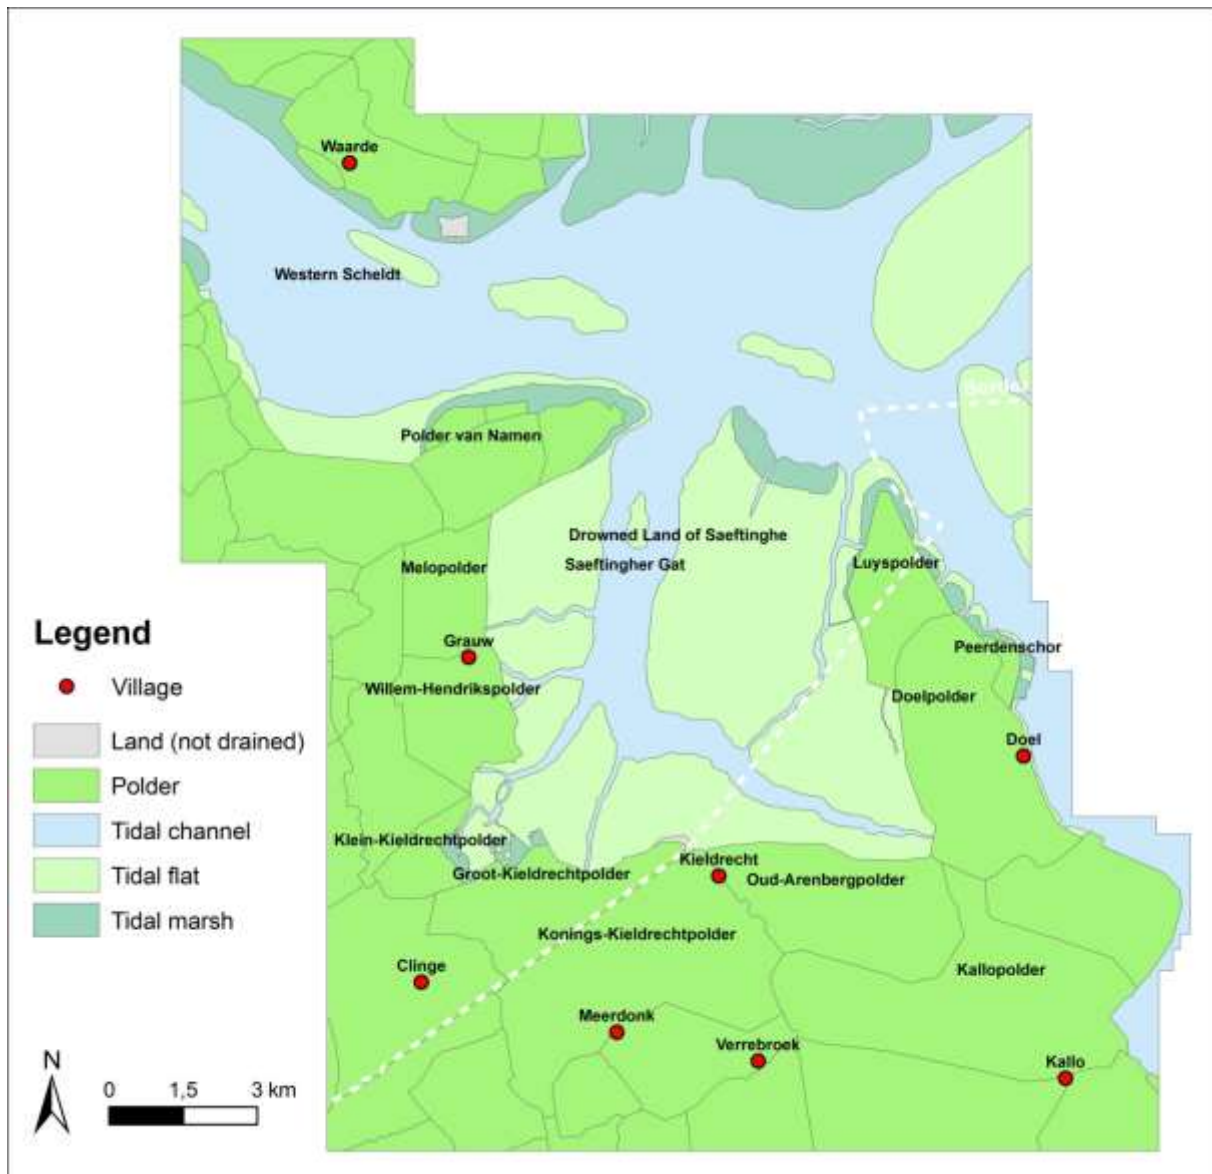 Waarde
Western Scheldt
Border
Polder van Namen
Drowned Land of Saeftinghe
Saeftingher Gat
Melopolder
Luyspolder
Grauw
Peerdenschor
Willem-Hendrikspolder
Doelpolder
Doel
Klein-Kieldrechtpolder
Kieldrecht
Groot-Kieldrechtpolder
Oud-Arenbergpolder
Konings-Kieldrechtpolder
Clinge
Kallopolder
Meerdonk
Verrebroek
Kallo
Legend
Village
Land (not drained)
Polder
Tidal channel
Tidal flat
Tidal marsh
N
0 1,5 3 km